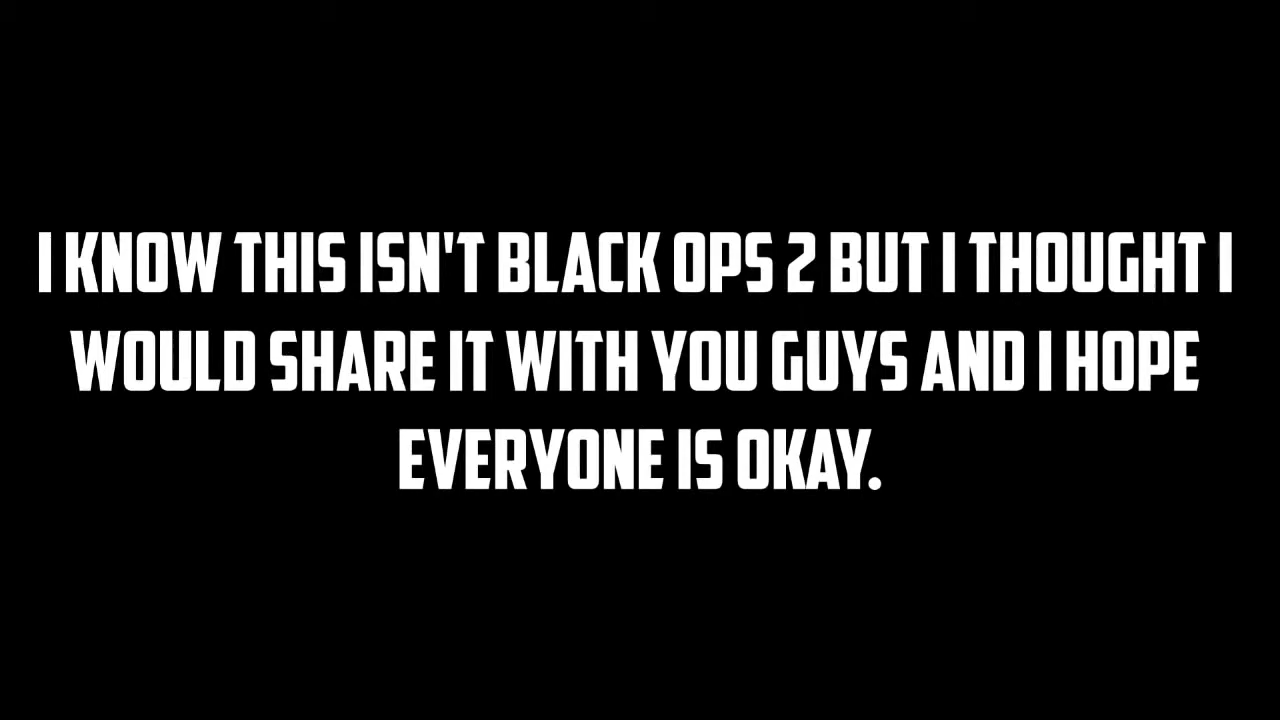 I KNOW THIS ISN'T BLACK OPS 2 BUT I THOUGHT I
WOULD SHARE IT WITH YOU GUYS AND I HOPE
EVERYONE IS OKAY.